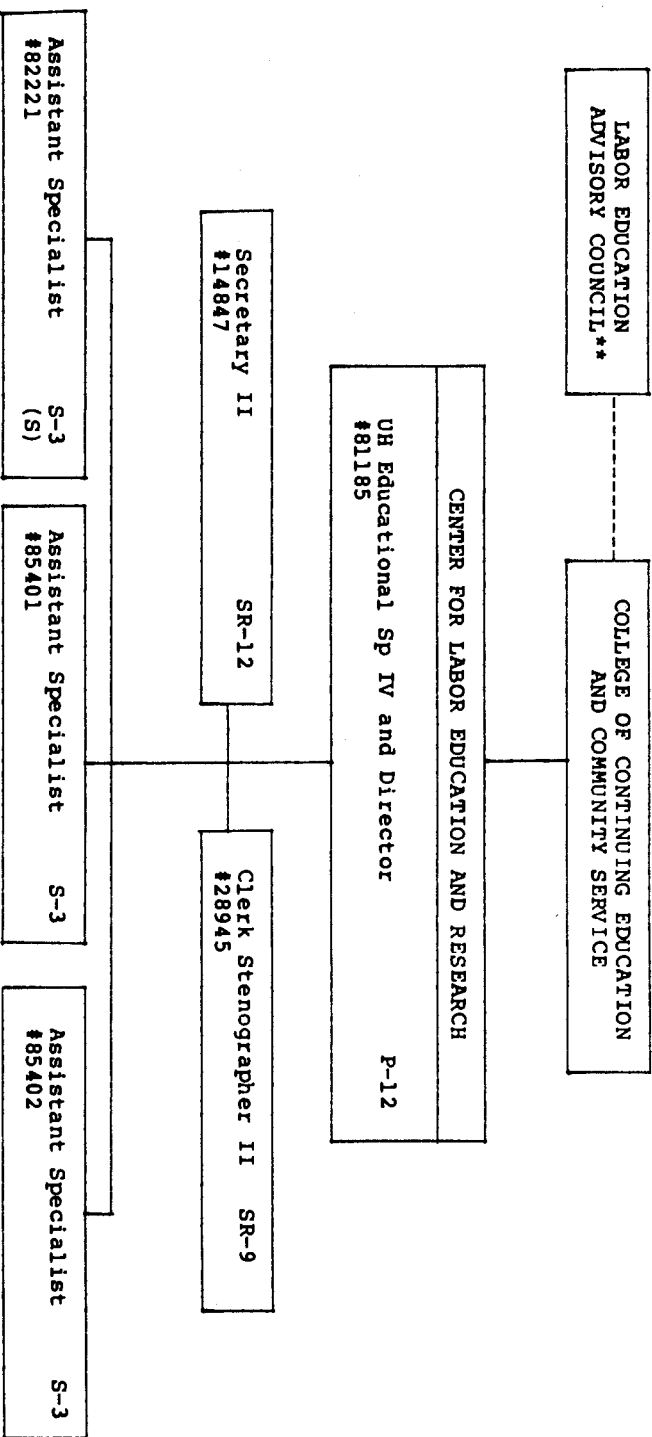 LABOR EDUCATION
ADVISORY COUNCIL**
COLLEGE OF CONTINUING EDUCATION
AND COMMUNITY SERVICE
CENTER FOR LABOR EDUCATION AND RESEARCH
UH Educational Sp IV and Director P-12
#81185
Secretary II SR-12
#14847
Clerk Stenographer II SR-9
#28945
Assistant Specialist S-3
#82221 (S)
Assistant Specialist S-3
#85401
Assistant Specialist S-3
#85402